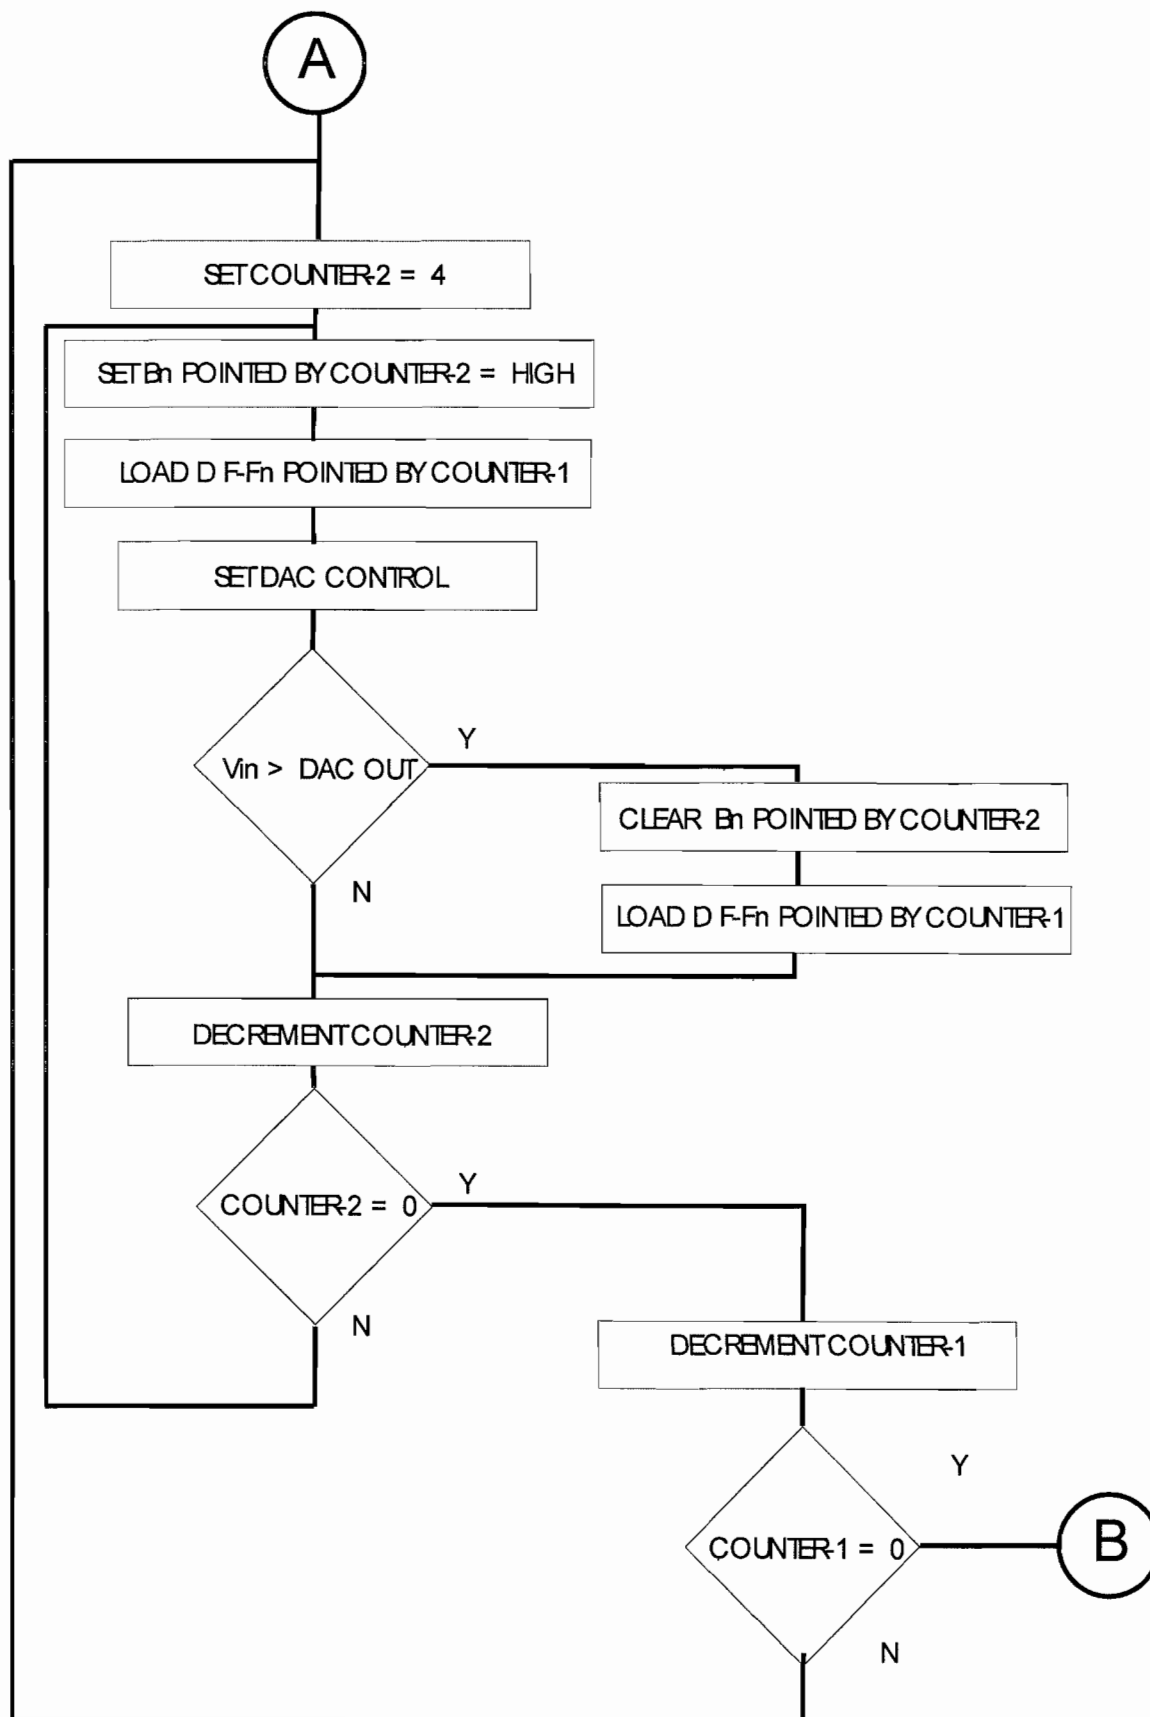 A
SET COUNTER-2 = 4
SET Bn POINTED BY COUNTER-2 = HIGH
LOAD D F-Fn POINTED BY COUNTER-1
SET DAC CONTROL
Y
Vin > DAC OUT
CLEAR Bn POINTED BY COUNTER-2
N
LOAD D F-Fn POINTED BY COUNTER-1
DECREMENT COUNTER-2
Y
COUNTER-2 = 0
N
DECREMENT COUNTER-1
Y
COUNTER-1 = 0
B
N